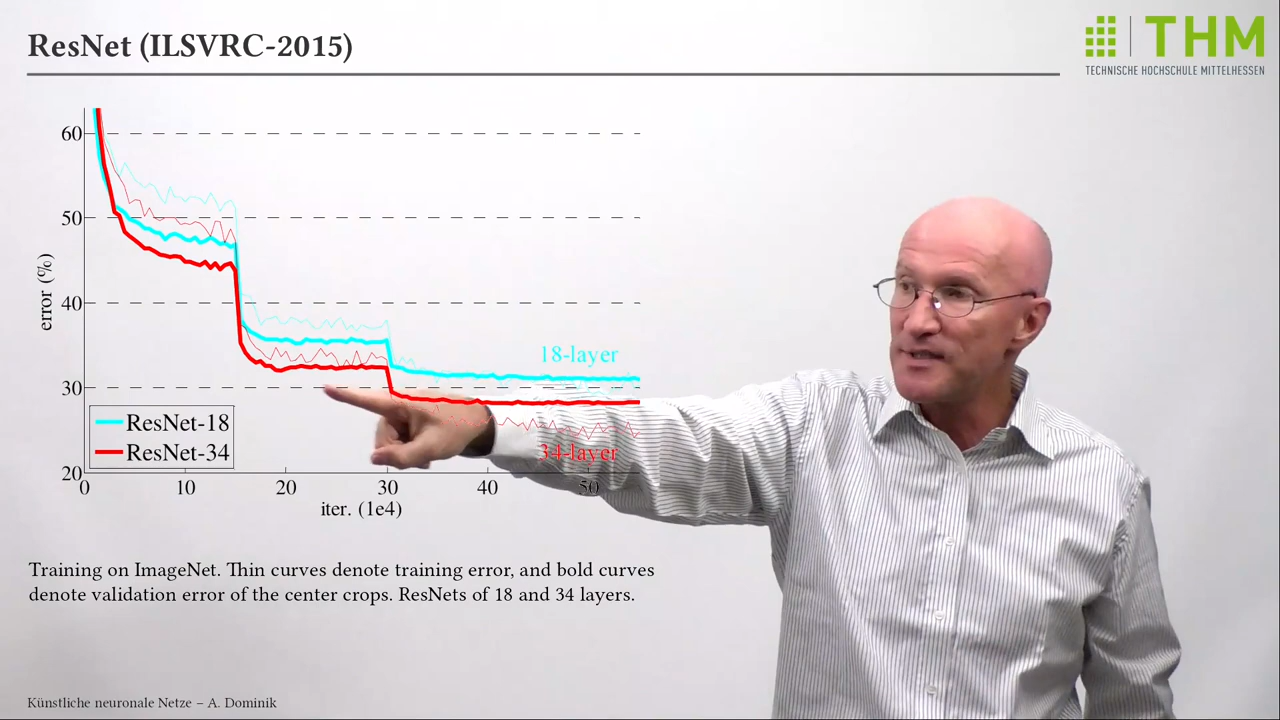 ResNet (ILSVRC-2015)
THM
TECHNISCHE HOCHSCHULE MITTELHESSEN
60
50
40
30
20
error (%)
18-layer
34-layer
ResNet-18
ResNet-34
0 10 20 30 40 50
iter. (1e4)
Training on ImageNet. Thin curves denote training error, and bold curves
denote validation error of the center crops. ResNets of 18 and 34 layers.
Künstliche neuronale Netze – A. Dominik